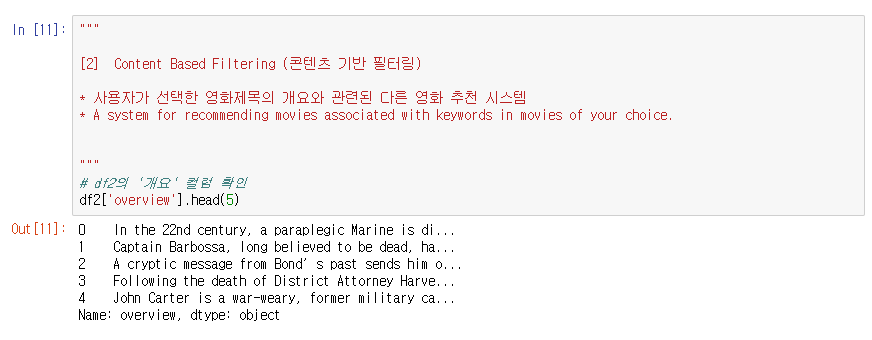 In [11]: """
[2]  Content Based Filtering (콘텐츠 기반 필터링)
* 사용자가 선택한 영화제목의 개요와 관련된 다른 영화 추천 시스템
* A system for recommending movies associated with keywords in movies of your choice.
"""
# df2의 '개요' 컬럼 확인
df2['overview'].head(5)
Out[11]: 0    In the 22nd century, a paraplegic Marine is di...
1    Captain Barbossa, long believed to be dead, ha...
2    A cryptic message from Bond's past sends him o...
3    Following the death of District Attorney Harve...
4    John Carter is a war-weary, former military ca...
Name: overview, dtype: object